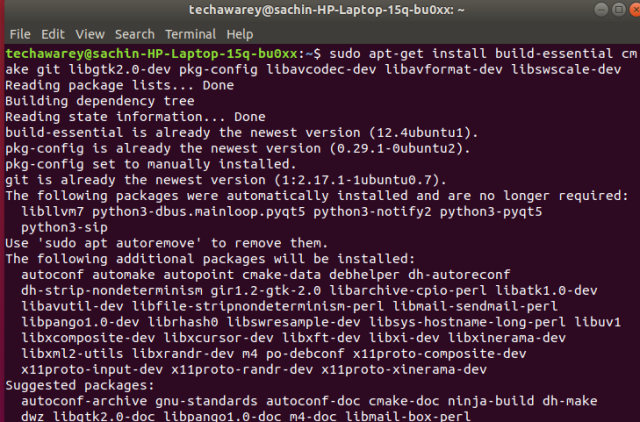 techawarey@sachin-HP-Laptop-15q-bu0xx: ~
File Edit View Search Terminal Help
techawarey@sachin-HP-Laptop-15q-bu0xx:~$ sudo apt-get install build-essential cm
ake git libgtk2.0-dev pkg-config libavcodec-dev libavformat-dev libswscale-dev
Reading package lists... Done
Building dependency tree
Reading state information... Done
build-essential is already the newest version (12.4ubuntu1).
pkg-config is already the newest version (0.29.1-0ubuntu2).
pkg-config set to manually installed.
git is already the newest version (1:2.17.1-1ubuntu0.7).
The following packages were automatically installed and are no longer required:
  libllvm7 python3-dbus.mainloop.pyqt5 python3-notify2 python3-pyqt5
  python3-sip
Use 'sudo apt autoremove' to remove them.
The following additional packages will be installed:
  autoconf automake autopoint cmake-data debhelper dh-autoreconf
  dh-strip-nondeterminism gir1.2-gtk-2.0 libarchive-cpio-perl libatk1.0-dev
  libavutil-dev libfile-stripnondeterminism-perl libmail-sendmail-perl
  libpango1.0-dev librhash0 libswresample-dev libsys-hostname-long-perl libuv1
  libxcomposite-dev libxcursor-dev libxft-dev libxi-dev libxinerama-dev
  libxml2-utils libxrandr-dev m4 po-debconf x11proto-composite-dev
  x11proto-input-dev x11proto-randr-dev x11proto-xinerama-dev
Suggested packages:
  autoconf-archive gnu-standards autoconf-doc cmake-doc ninja-build dh-make
  dwz libgtk2.0-doc libpango1.0-doc m4-doc libmail-box-perl